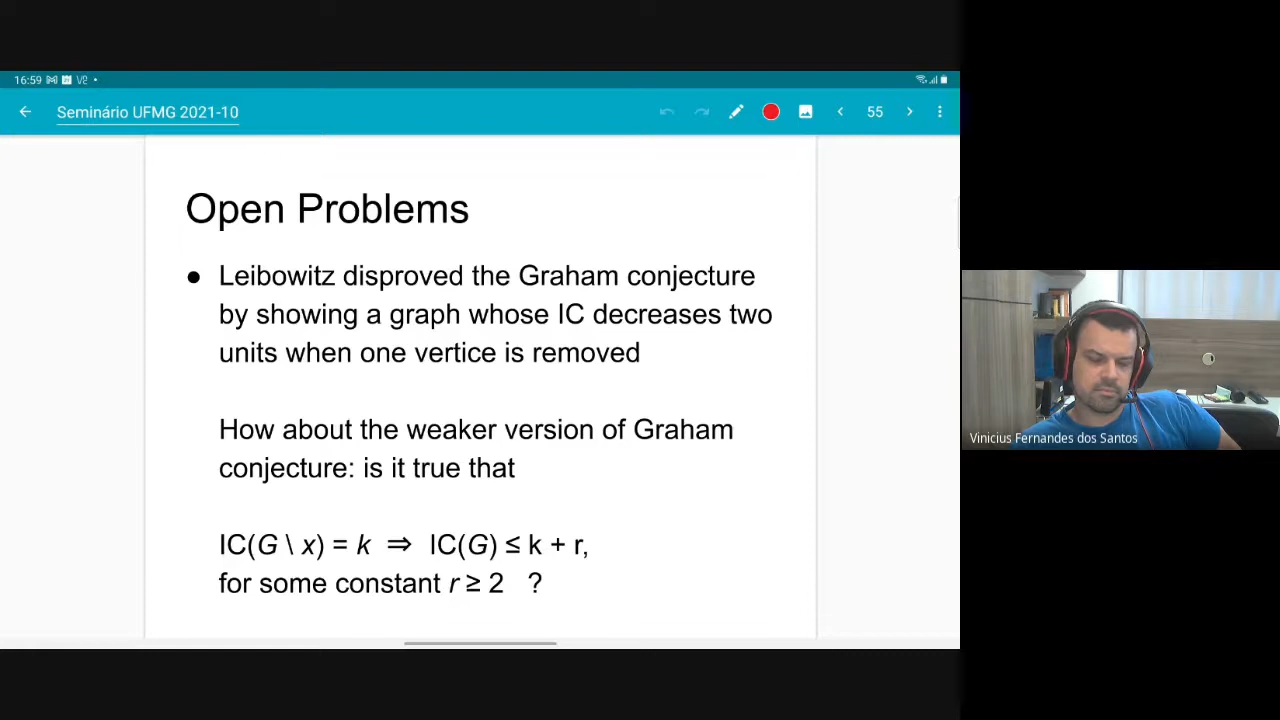 16:59
Seminário UFMG 2021-10
55
Open Problems
● Leibowitz disproved the Graham conjecture
by showing a graph whose IC decreases two
units when one vertice is removed
How about the weaker version of Graham
conjecture: is it true that
IC(G \ x) = k ⇒ IC(G) ≤ k + r,
for some constant r ≥ 2 ?
Vinicius Fernandes dos Santos